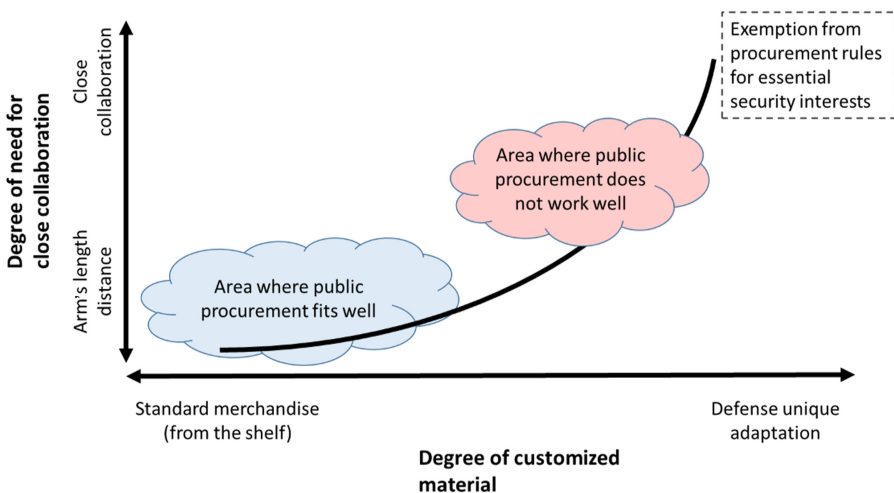 Exemption from
procurement rules
for essential
security interests
Close
collaboration
Degree of need for
close collaboration
Area where public
procurement does
not work well
Arm's length
distance
Area where public
procurement fits well
Standard merchandise
(from the shelf)
Defense unique
adaptation
Degree of customized
material